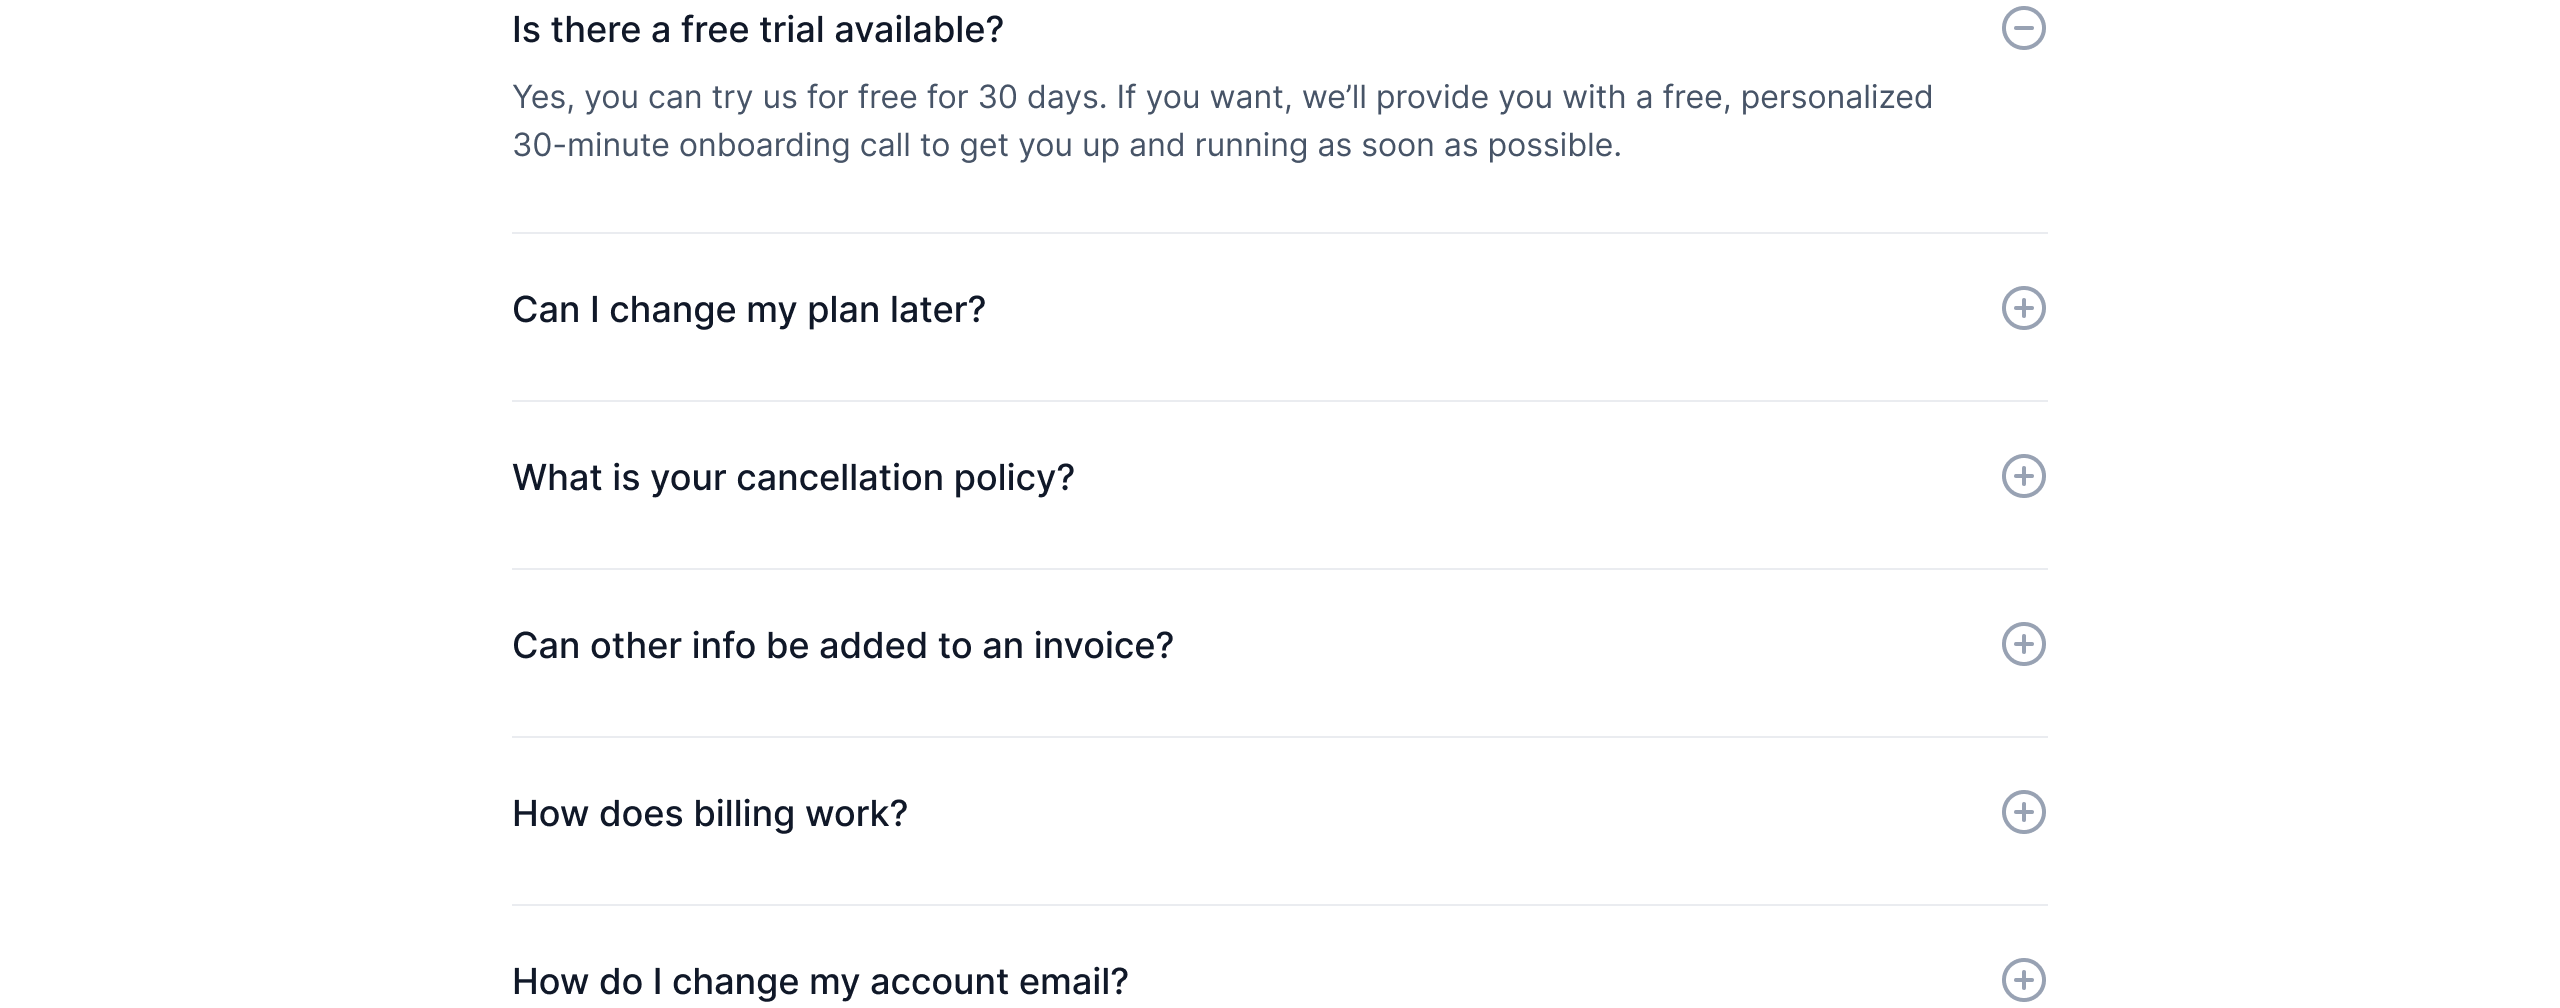 Is there a free trial available?
Yes, you can try us for free for 30 days. If you want, we’ll provide you with a free, personalized
30-minute onboarding call to get you up and running as soon as possible.
Can I change my plan later?
What is your cancellation policy?
Can other info be added to an invoice?
How does billing work?
How do I change my account email?